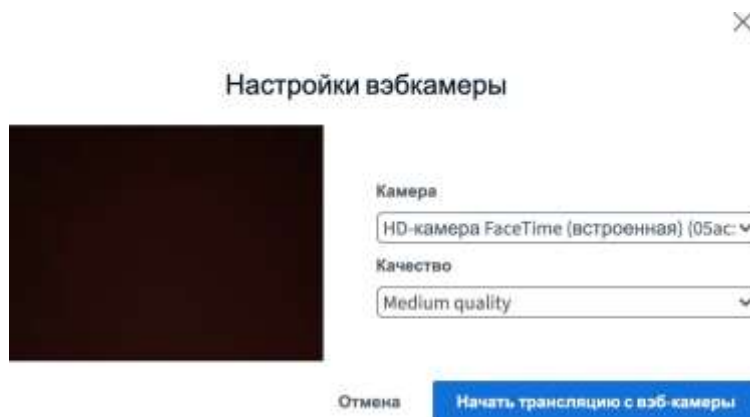 Настройки вэбкамеры
Камера
HD-камера FaceTime (встроенная) (05ac:
Качество
Medium quality
Отмена
Начать трансляцию с вэб-камеры